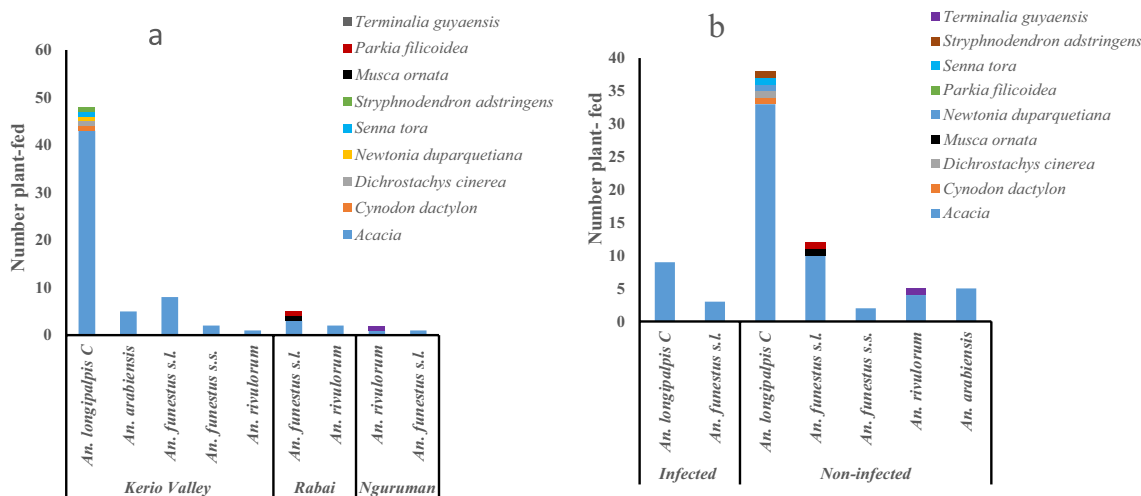 a
Terminalia guyaensis
Parkia filicoidea
Musca ornata
Stryphnodendron adstringens
Senna tora
Newtonia duparquetiana
Dichrostachys cinerea
Cynodon dactylon
Acacia
Number plant-fed
60
50
40
30
20
10
0
An. longipalpis C
An. arabiensis
An. funestus s.l.
An. funestus s.s.
An. rivulorum
An. funestus s.l.
An. rivulorum
An. rivulorum
An. funestus s.l.
Kerio Valley
Rabai
Nguruman
b
Terminalia guyaensis
Stryphnodendron adstringens
Senna tora
Parkia filicoidea
Newtonia duparquetiana
Musca ornata
Dichrostachys cinerea
Cynodon dactylon
Acacia
Number plant- fed
40
35
30
25
20
15
10
5
0
An. longipalpis C
An. funestus s.l.
An. longipalpis C
An. funestus s.l.
An. funestus s.s.
An. rivulorum
An. arabiensis
Infected
Non-infected